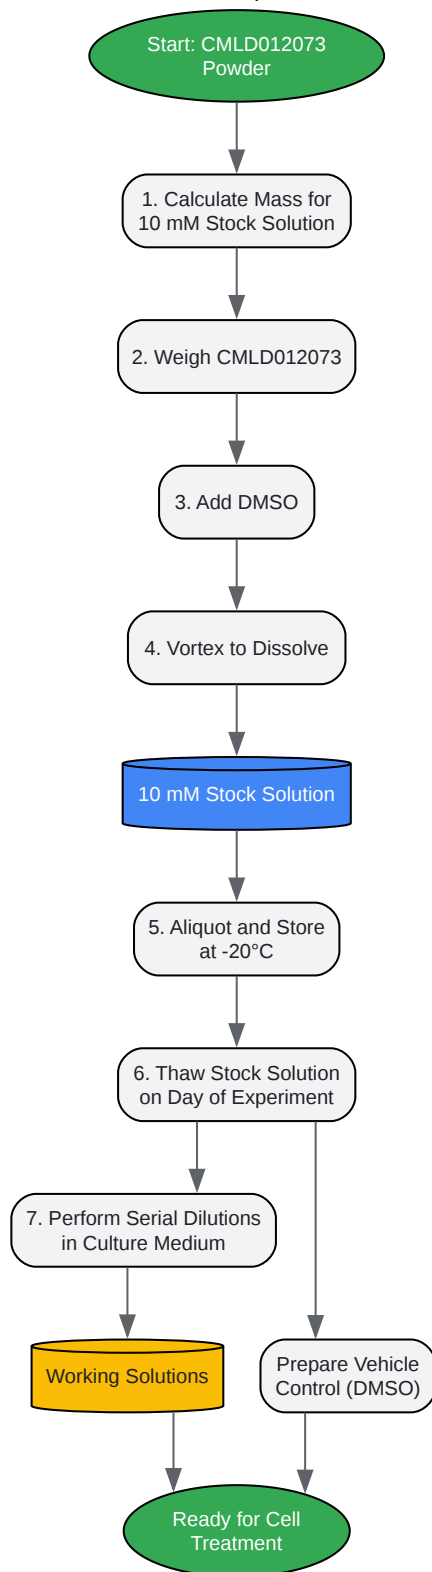 Start: CMLD012073
Powder
1. Calculate Mass for
10 mM Stock Solution
2. Weigh CMLD012073
3. Add DMSO
4. Vortex to Dissolve
10 mM Stock Solution
5. Aliquot and Store
at -20°C
6. Thaw Stock Solution
on Day of Experiment
7. Perform Serial Dilutions
in Culture Medium
Working Solutions
Prepare Vehicle
Control (DMSO)
Ready for Cell
Treatment